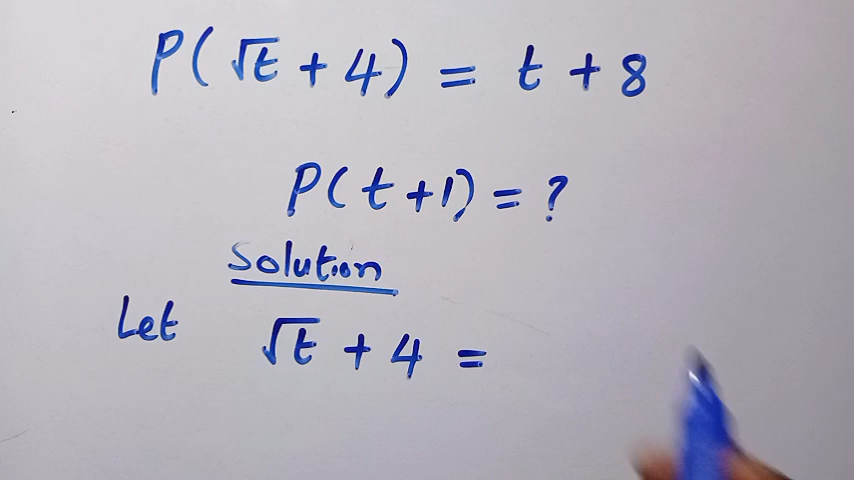 P(√t + 4) = t + 8
P(t + 1) = ?
Solution
Let √t + 4 =